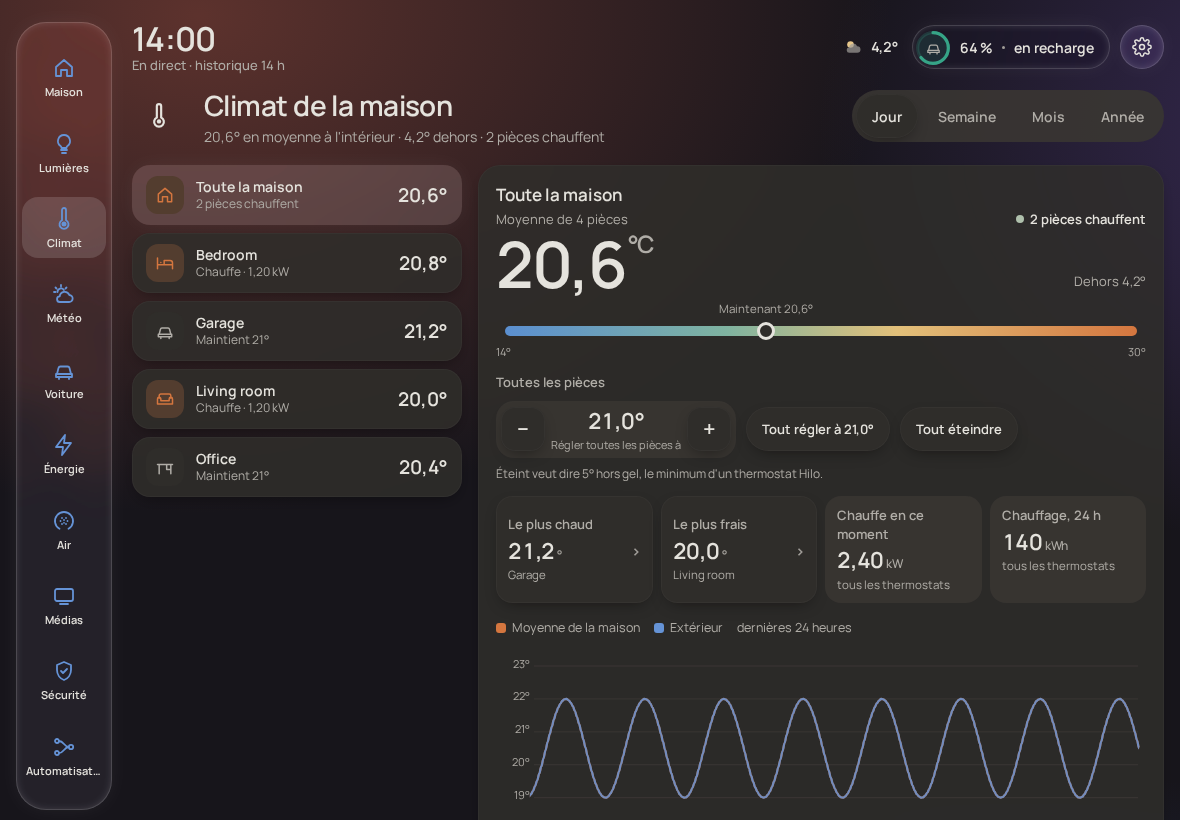 14:00
En direct · historique 14 h
4,2°
64 % · en recharge
Maison
Lumières
Climat
Météo
Voiture
Énergie
Air
Médias
Sécurité
Automatisat…
Climat de la maison
20,6° en moyenne à l'intérieur · 4,2° dehors · 2 pièces chauffent
Jour
Semaine
Mois
Année
Toute la maison
2 pièces chauffent
20,6°
Bedroom
Chauffe · 1,20 kW
20,8°
Garage
Maintient 21°
21,2°
Living room
Chauffe · 1,20 kW
20,0°
Office
Maintient 21°
20,4°
Toute la maison
Moyenne de 4 pièces
2 pièces chauffent
20,6 °C
Dehors 4,2°
Maintenant 20,6°
14°
30°
Toutes les pièces
−
21,0°
Régler toutes les pièces à
+
Tout régler à 21,0°
Tout éteindre
Éteint veut dire 5° hors gel, le minimum d'un thermostat Hilo.
Le plus chaud
21,2 °
Garage
Le plus frais
20,0 °
Living room
Chauffe en ce
moment
2,40 kW
tous les thermostats
Chauffage, 24 h
140 kWh
tous les thermostats
Moyenne de la maison
Extérieur
dernières 24 heures
23°
22°
21°
20°
19°